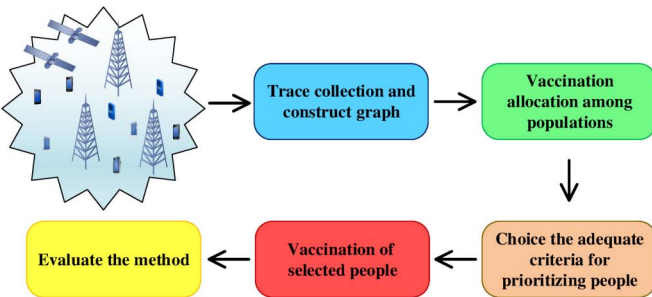 Trace collection and
construct graph
Vaccination
allocation among
populations
Choice the adequate
criteria for
prioritizing people
Vaccination of
selected people
Evaluate the method